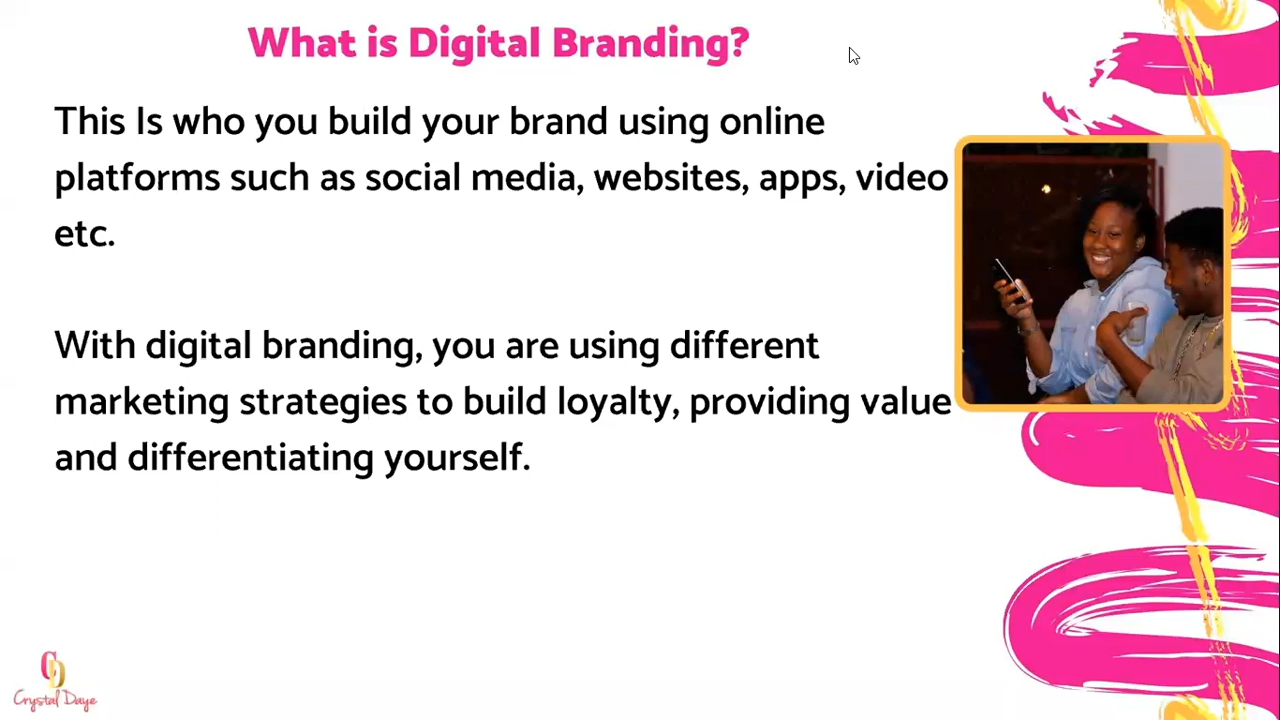 What is Digital Branding?
This Is who you build your brand using online
platforms such as social media, websites, apps, video
etc.
With digital branding, you are using different
marketing strategies to build loyalty, providing value
and differentiating yourself.
CD
Crystal Daye